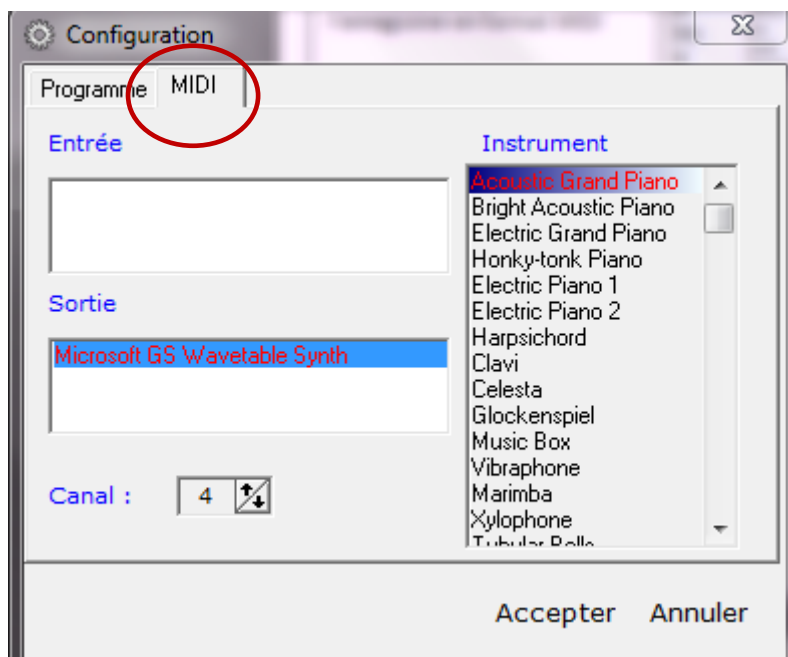 Configuration
Programme MIDI
Entrée
Sortie
Microsoft GS Wavetable Synth
Canal : 4
Instrument
Acoustic Grand Piano
Bright Acoustic Piano
Electric Grand Piano
Honky-tonk Piano
Electric Piano 1
Electric Piano 2
Harpsichord
Clavi
Celesta
Glockenspiel
Music Box
Vibraphone
Marimba
Xylophone
Tubular Bells
Accepter Annuler